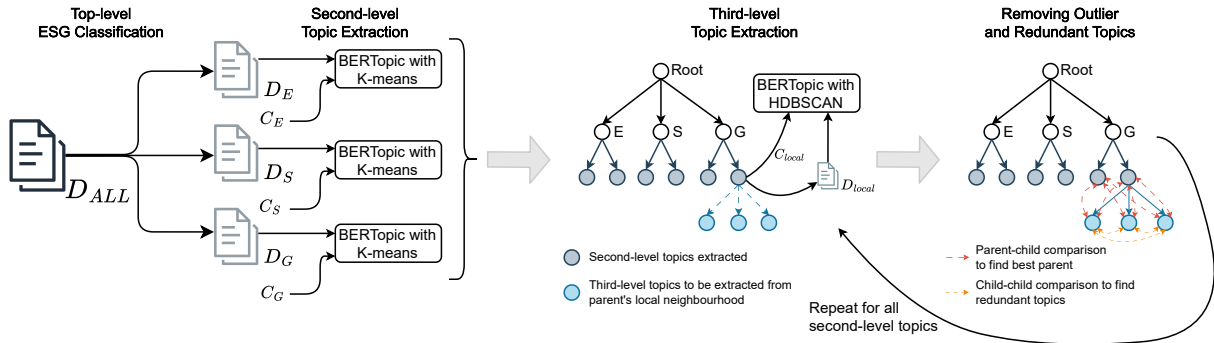 Top-level
ESG Classification
Second-level
Topic Extraction
D_ALL
D_E
C_E
BERTopic with
K-means
D_S
C_S
BERTopic with
K-means
D_G
C_G
BERTopic with
K-means
Third-level
Topic Extraction
Root
E
S
G
BERTopic with
HDBSCAN
C_local
D_local
Second-level topics extracted
Third-level topics to be extracted from
parent's local neighbourhood
Repeat for all
second-level topics
Removing Outlier
and Redundant Topics
Root
E
S
G
Parent-child comparison
to find best parent
Child-child comparison to find
redundant topics